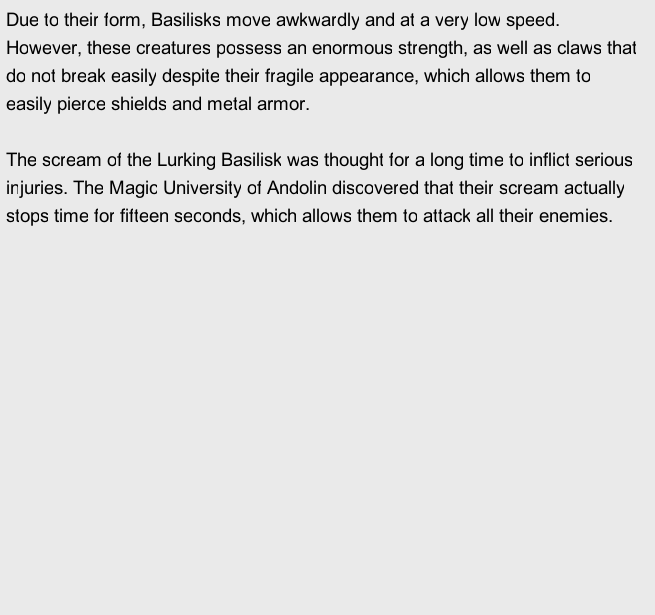 Due to their form, Basilisks move awkwardly and at a very low speed.
However, these creatures possess an enormous strength, as well as claws that
do not break easily despite their fragile appearance, which allows them to
easily pierce shields and metal armor.
The scream of the Lurking Basilisk was thought for a long time to inflict serious
injuries. The Magic University of Andolin discovered that their scream actually
stops time for fifteen seconds, which allows them to attack all their enemies.